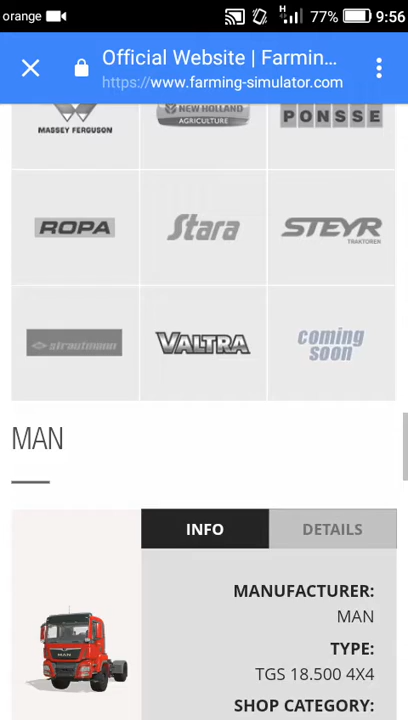 orange H 77% 9:56
Official Website | Farmin...
https://www.farming-simulator.com
MASSEY FERGUSON
NEW HOLLAND
AGRICULTURE
PONSSE
ROPA
Stara
STEYR
TRAKTOREN
strautmann
VALTRA
coming
soon
MAN
INFO
DETAILS
MANUFACTURER:
MAN
TYPE:
TGS 18.500 4X4
SHOP CATEGORY: